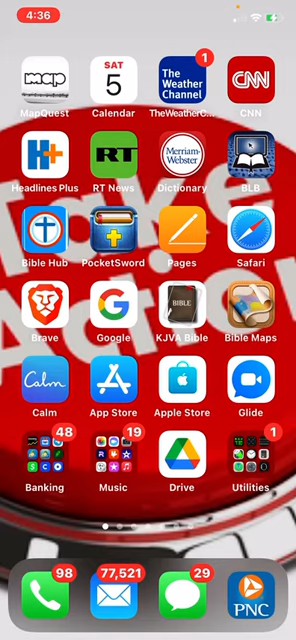 4:36
SAT
5
The
Weather
Channel
1
CNN
MapQuest
Calendar
TheWeatherC...
CNN
H+
RT
Merriam-
Webster
Headlines Plus
RT News
Dictionary
BLB
Bible Hub
PocketSword
Pages
Safari
BIBLE
Brave
Google
KJVA Bible
Bible Maps
Calm
Calm
App Store
Apple Store
Glide
48
19
1
Banking
Music
Drive
Utilities
98
77,521
29
PNC
Take
Action